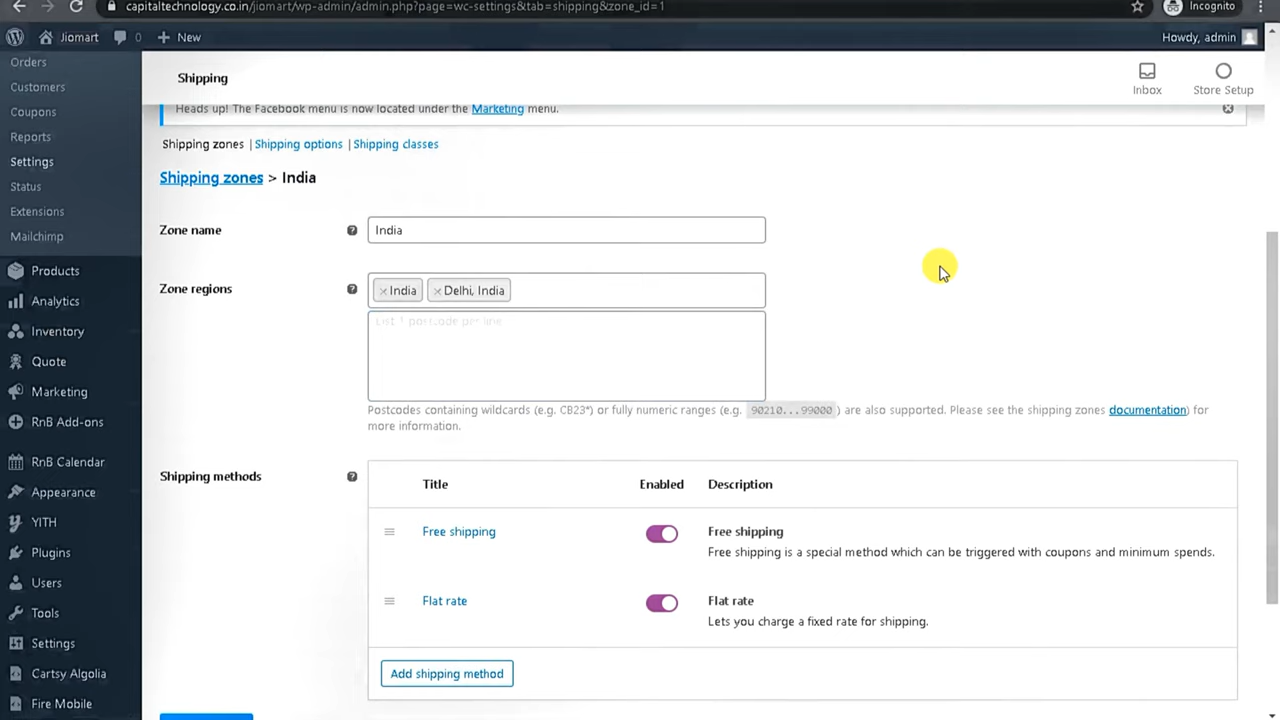 capitaltechnology.co.in/jiomart/wp-admin/admin.php?page=wc-settings&tab=shipping&zone_id=1
Incognito
Jiomart
0
New
Howdy, admin
Orders
Customers
Coupons
Reports
Settings
Status
Extensions
Mailchimp
Products
Analytics
Inventory
Quote
Marketing
RnB Add-ons
RnB Calendar
Appearance
YITH
Plugins
Users
Tools
Settings
Cartsy Algolia
Fire Mobile
Shipping
Inbox
Store Setup
Heads up! The Facebook menu is now located under the Marketing menu.
Shipping zones | Shipping options | Shipping classes
Shipping zones > India
Zone name
India
Zone regions
×India ×Delhi, India
List 1 postcode per line
Postcodes containing wildcards (e.g. CB23*) or fully numeric ranges (e.g. 90210...99000 ) are also supported. Please see the shipping zones documentation) for
more information.
Shipping methods
Title Enabled Description
Free shipping
Free shipping
Free shipping is a special method which can be triggered with coupons and minimum spends.
Flat rate
Flat rate
Lets you charge a fixed rate for shipping.
Add shipping method